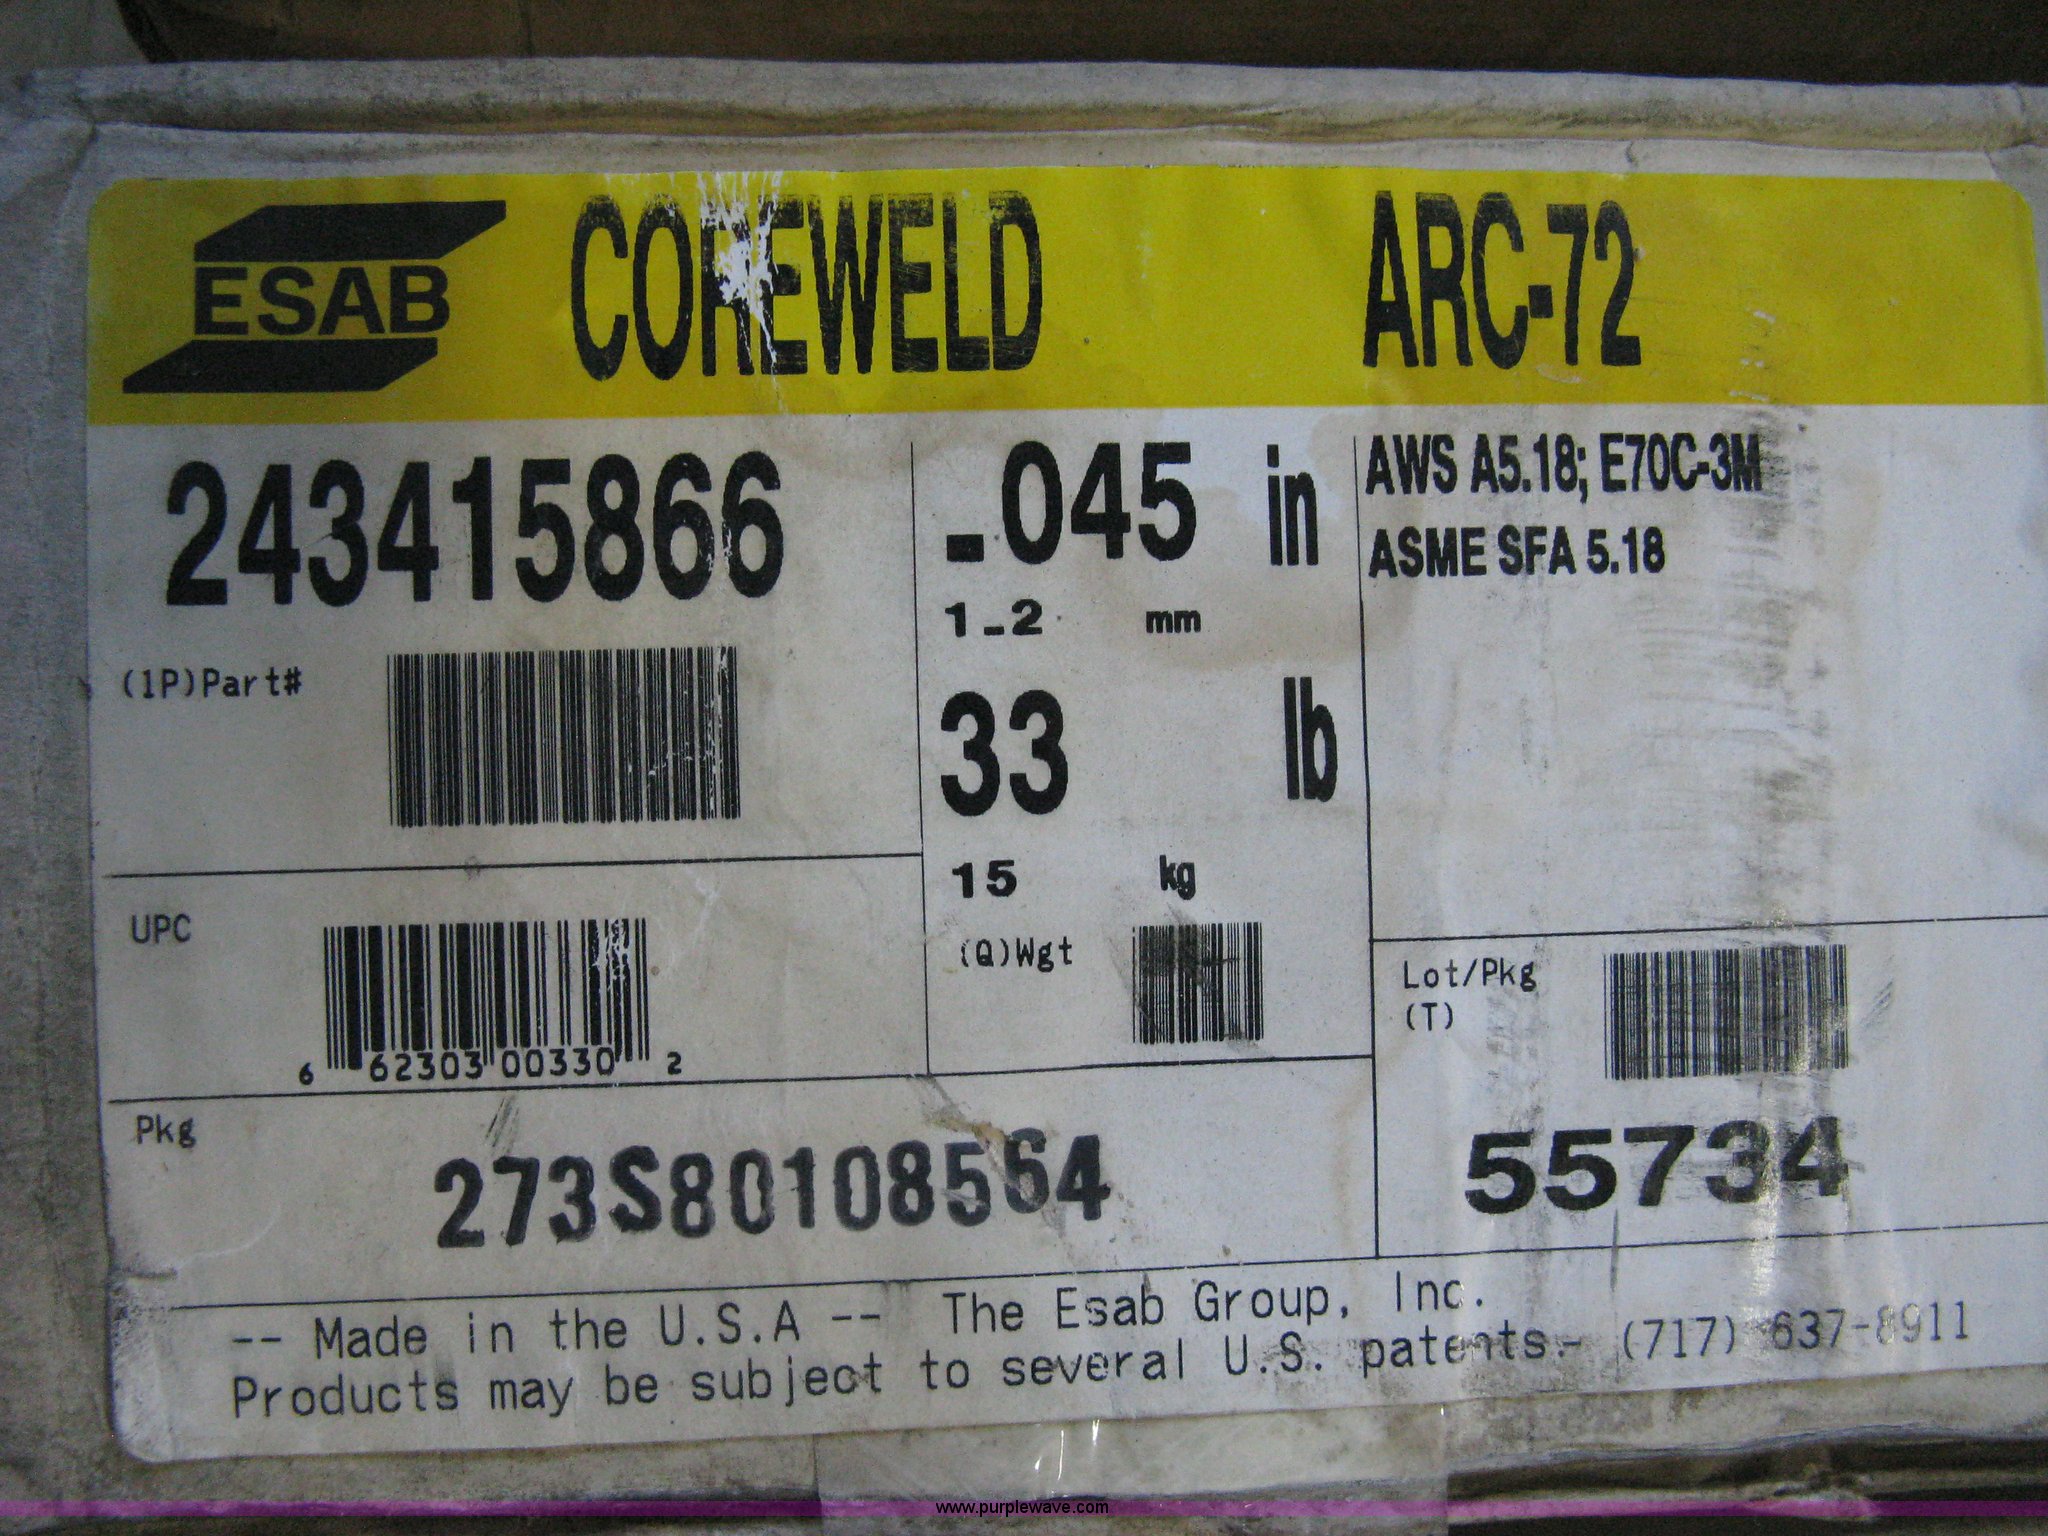 ESAB COREWELD ARC-72
243415866
.045 in
AWS A5.18; E70C-3M
ASME SFA 5.18
1.2 mm
(1P)Part#
33 lb
15 kg
UPC
(Q)Wgt
Lot/Pkg
(T)
6 62303 00330 2
Pkg
273S80108564
55734
-- Made in the U.S.A -- The Esab Group, Inc.
Products may be subject to several U.S. patents.- (717) 637-8911
www.purplewave.com